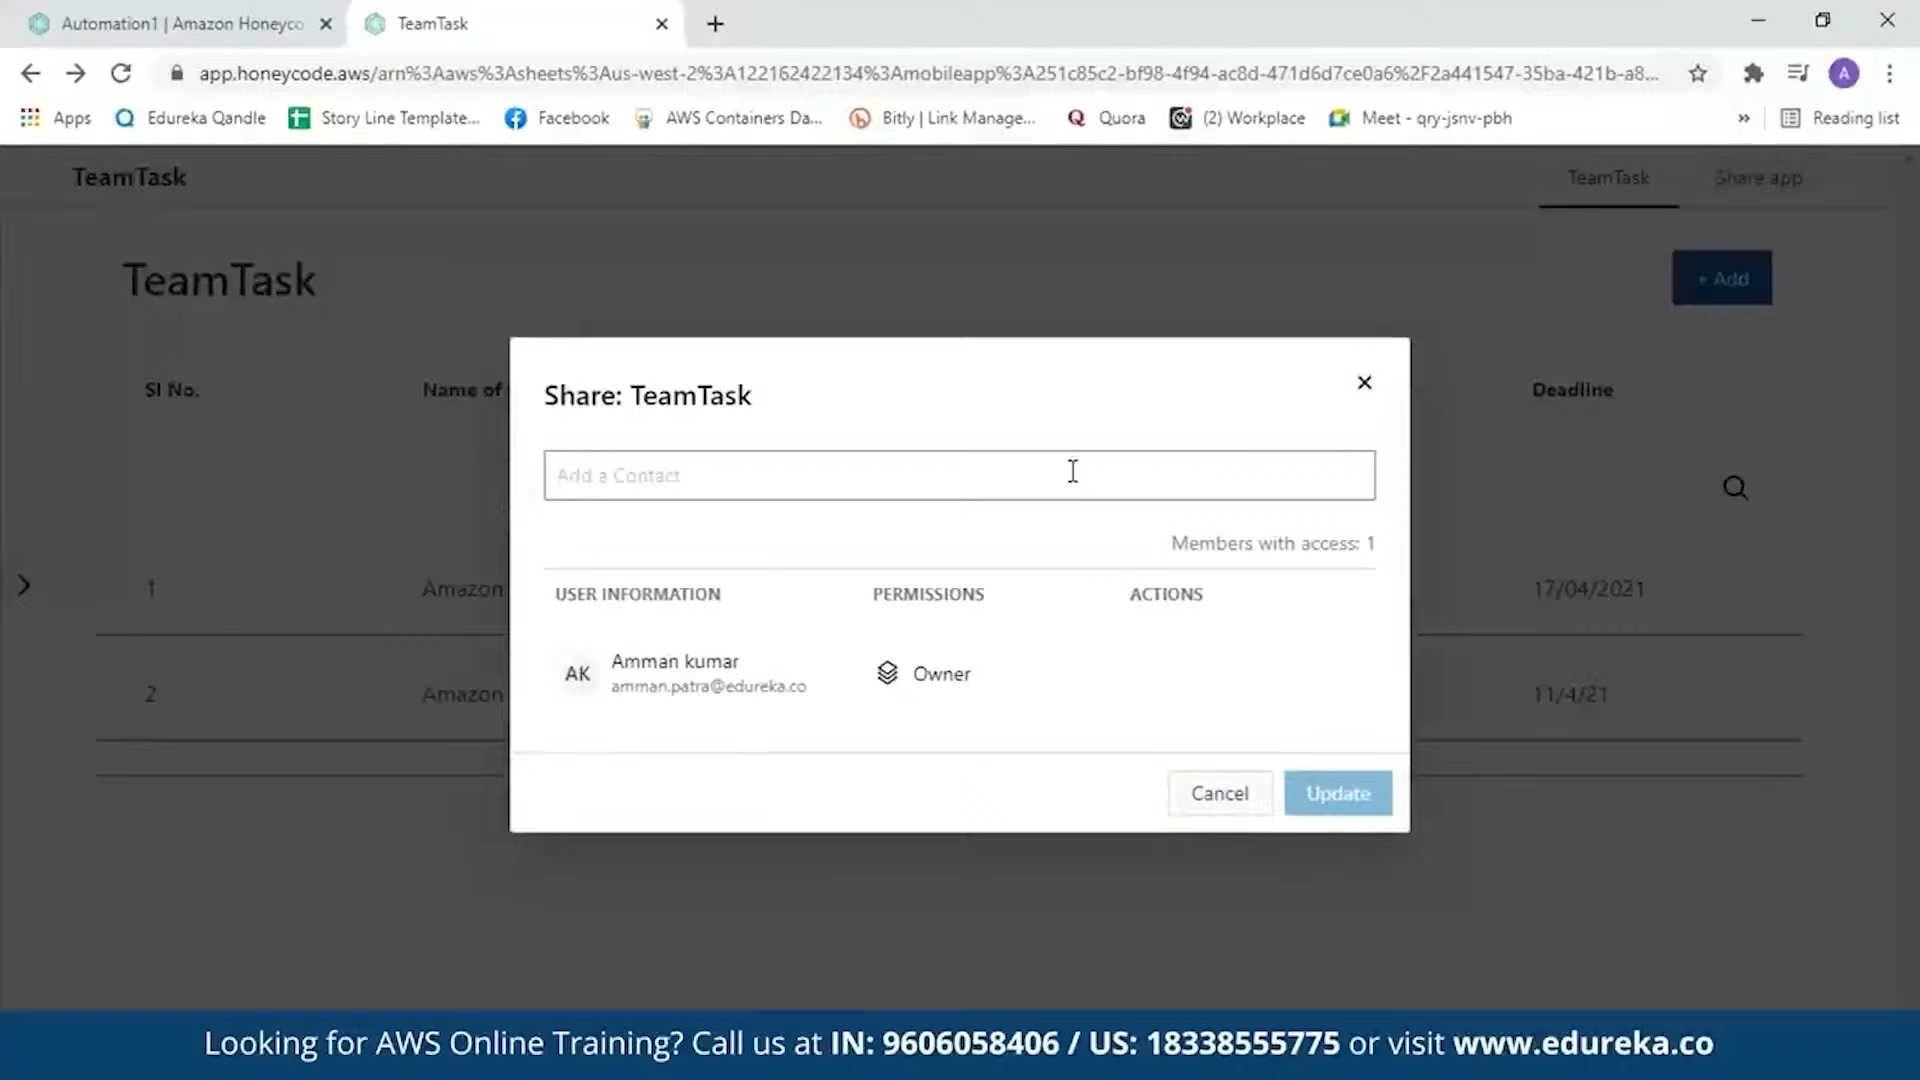 Automation1 | Amazon Honeyco
TeamTask
app.honeycode.aws/arn%3Aaws%3Asheets%3Aus-west-2%3A122162422134%3Amobileapp%3A251c85c2-bf98-4f94-ac8d-471d6d7ce0a6%2F2a441547-35ba-421b-a8...
A
Apps
Edureka Qandle
Story Line Template...
Facebook
AWS Containers Da...
Bitly | Link Manage...
Quora
(2) Workplace
Meet - qry-jsnv-pbh
»
Reading list
TeamTask
TeamTask
Share app
TeamTask
+ Add
Sl No.
Name of
Deadline
1
Amazon
17/04/2021
2
Amazon
11/4/21
Share: TeamTask
Add a Contact
Members with access: 1
USER INFORMATION
PERMISSIONS
ACTIONS
AK
Amman kumar
amman.patra@edureka.co
Owner
Cancel
Update
Looking for AWS Online Training? Call us at IN: 9606058406 / US: 18338555775 or visit www.edureka.co